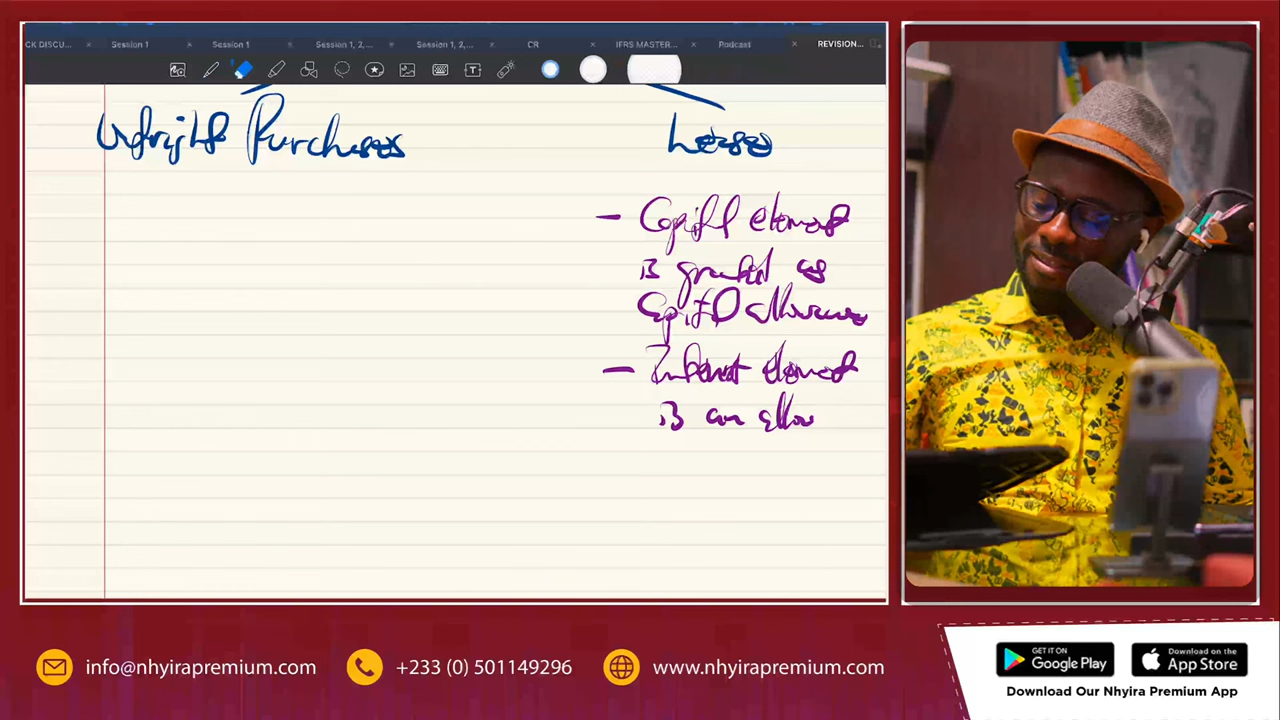 CK DISCU... Session 1 Session 1 Session 1, 2,... Session 1, 2,... CR IFRS MASTER... Podcast REVISION...
Outright Purchases
Lease
- Capital element
is granted as
Capital allowance
- Interest element
is an allow
info@nhyirapremium.com +233 (0) 501149296 www.nhyirapremium.com
GET IT ON Google Play
Download on the App Store
Download Our Nhyira Premium App